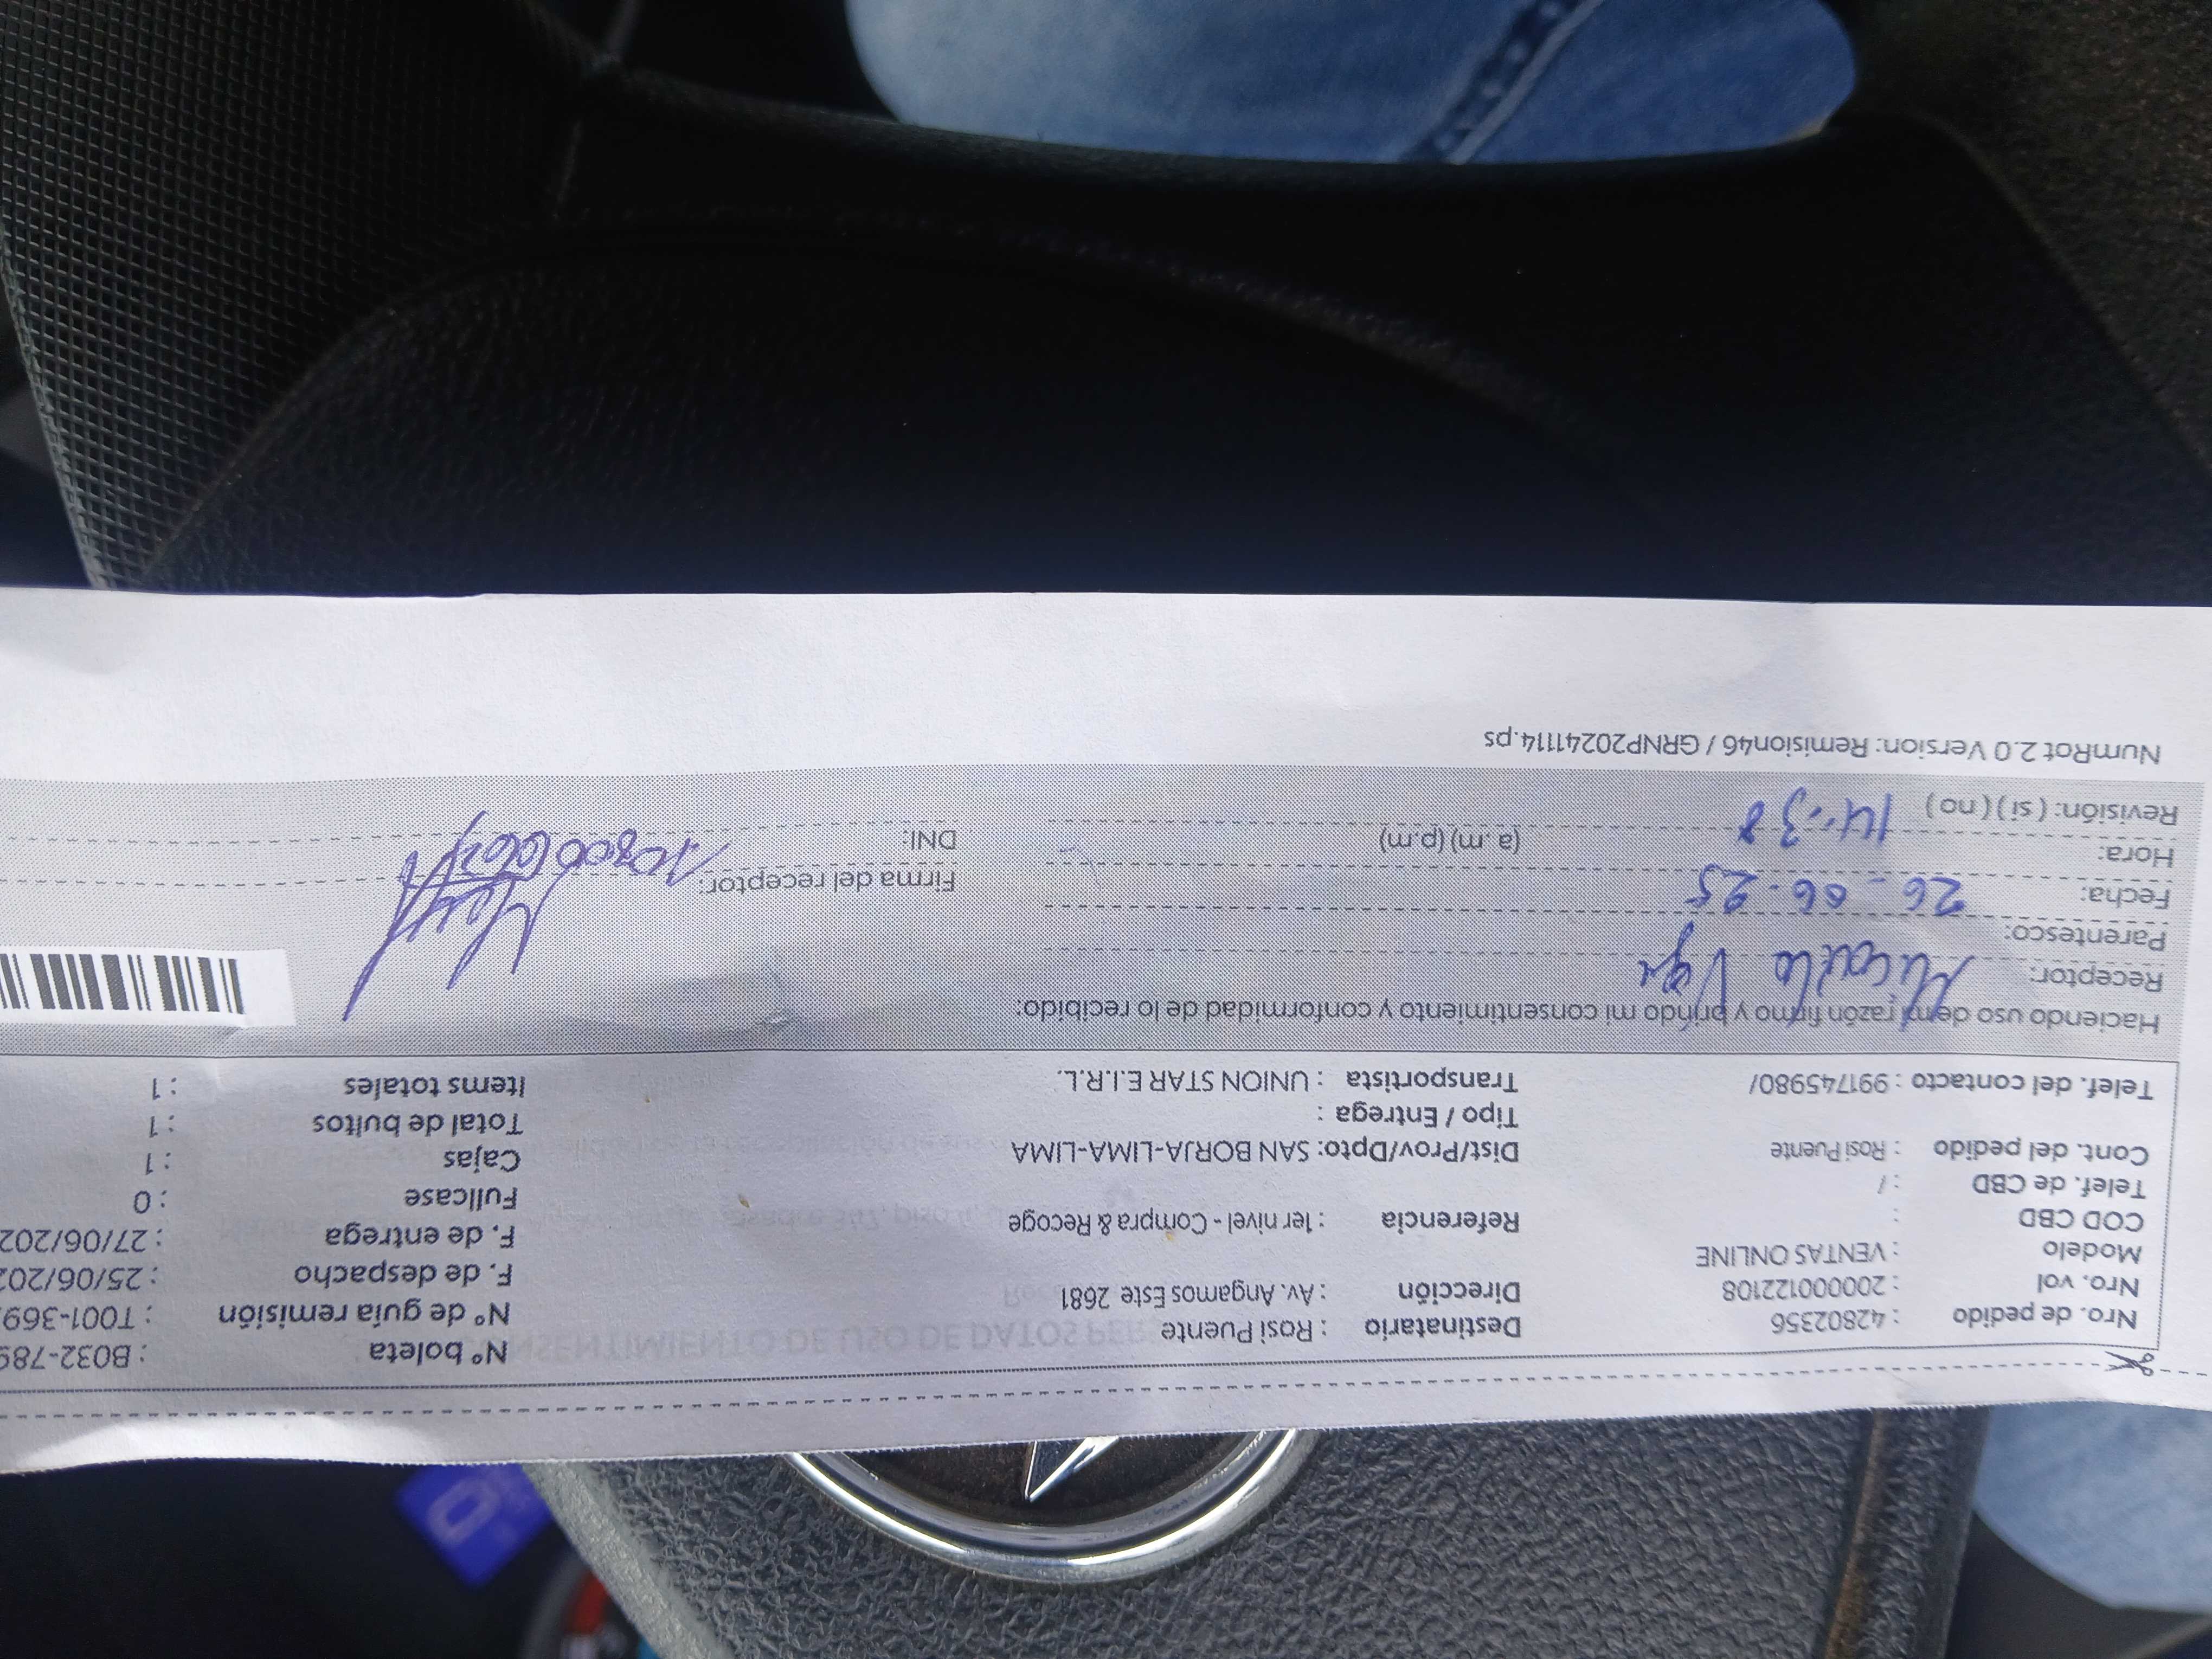 Nro. de pedido : 42802356
Nro. vol : 20000122108
Modelo : VENTAS ONLINE
COD CBD :
Telef. de CBD : /
Cont. del pedido : Rosi Puente
Telef. del contacto : 991745980/
Destinatario : Rosi Puente
Dirección : Av. Angamos Este 2681
Referencia : 1er nivel - Compra & Recoge
Dist/Prov/Dpto: SAN BORJA-LIMA-LIMA
Tipo / Entrega :
Transportista : UNION STAR E.I.R.L.
N° boleta : B032-789
N° de guía remisión : T001-369
F. de despacho : 25/06/202
F. de entrega : 27/06/202
Fullcase : 0
Cajas : 1
Total de bultos : 1
Items totales : 1
Haciendo uso de mi razón firmo y brindo mi consentimiento y conformidad de lo recibido:
Receptor:
Parentesco:
Fecha: 26-06-25
Hora: 14:38 (a.m) (p.m)
Revisión: ( si ) ( no )
Firma del receptor:
DNI:
NumRot 2.0 Version: Remision46 / GRNP20241114.ps